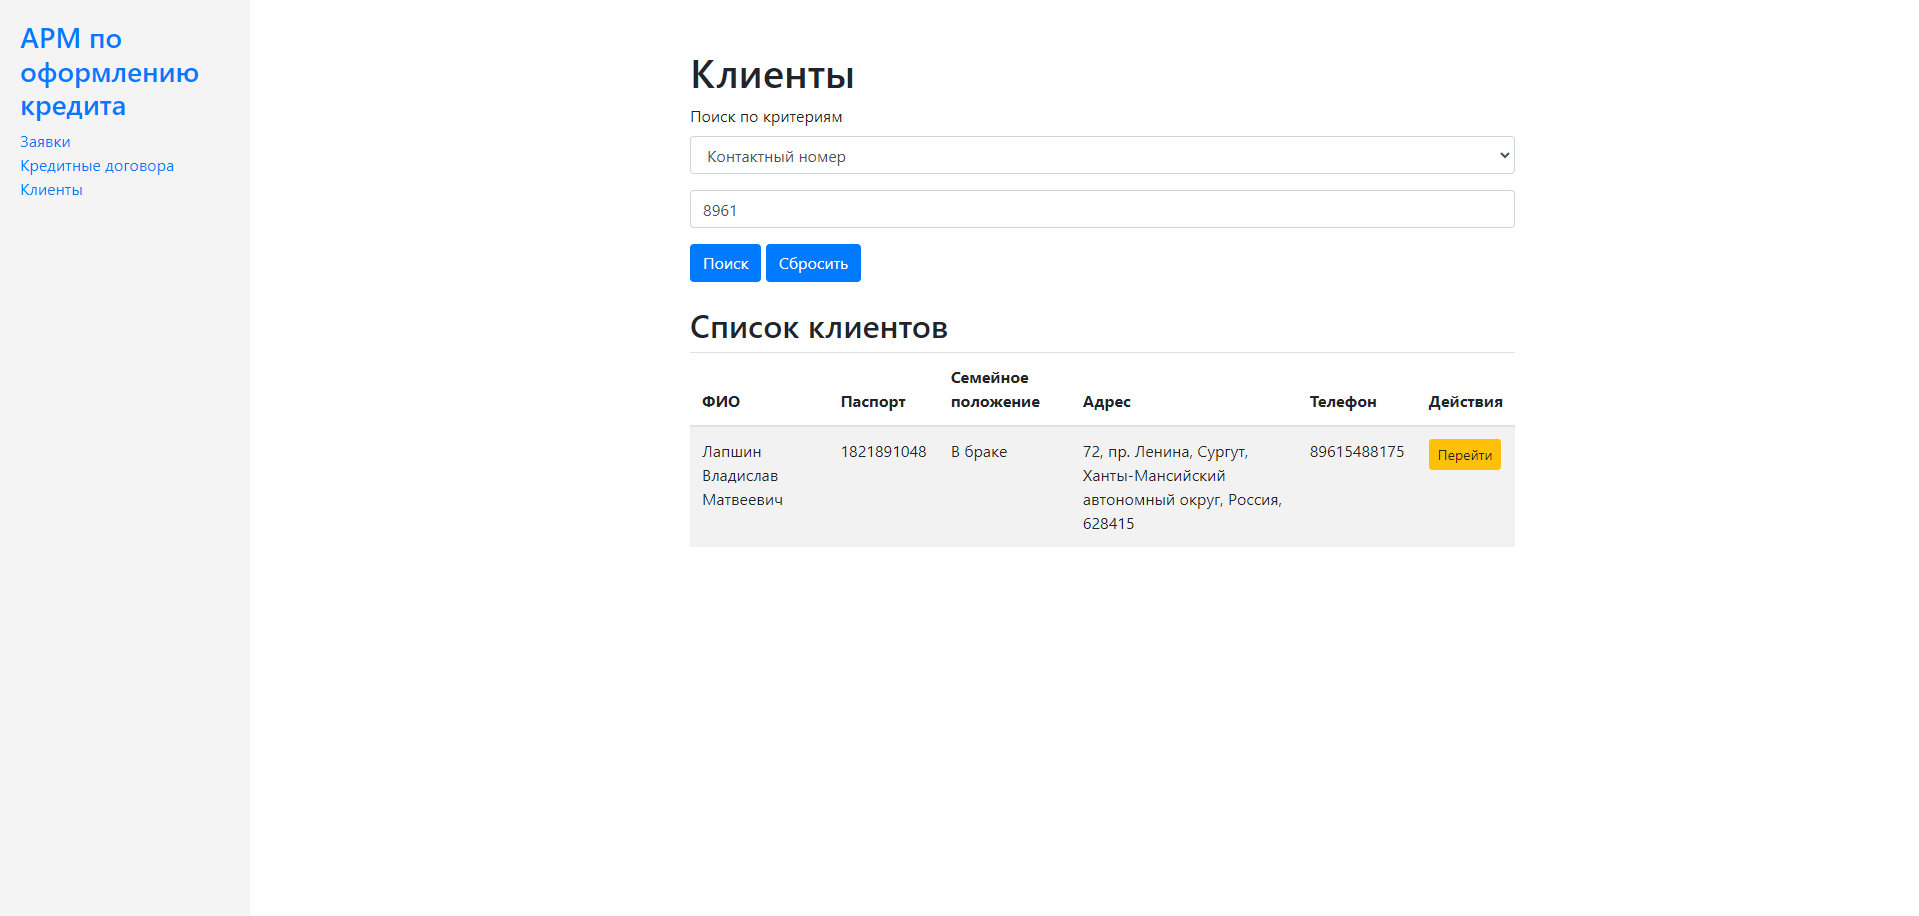 АРМ по
оформлению
кредита
Заявки
Кредитные договора
Клиенты
Клиенты
Поиск по критериям
Контактный номер
8961
Поиск Сбросить
Список клиентов
ФИО Паспорт Семейное положение Адрес Телефон Действия
Лапшин Владислав Матвеевич 1821891048 В браке 72, пр. Ленина, Сургут, Ханты-Мансийский автономный округ, Россия, 628415 89615488175 Перейти